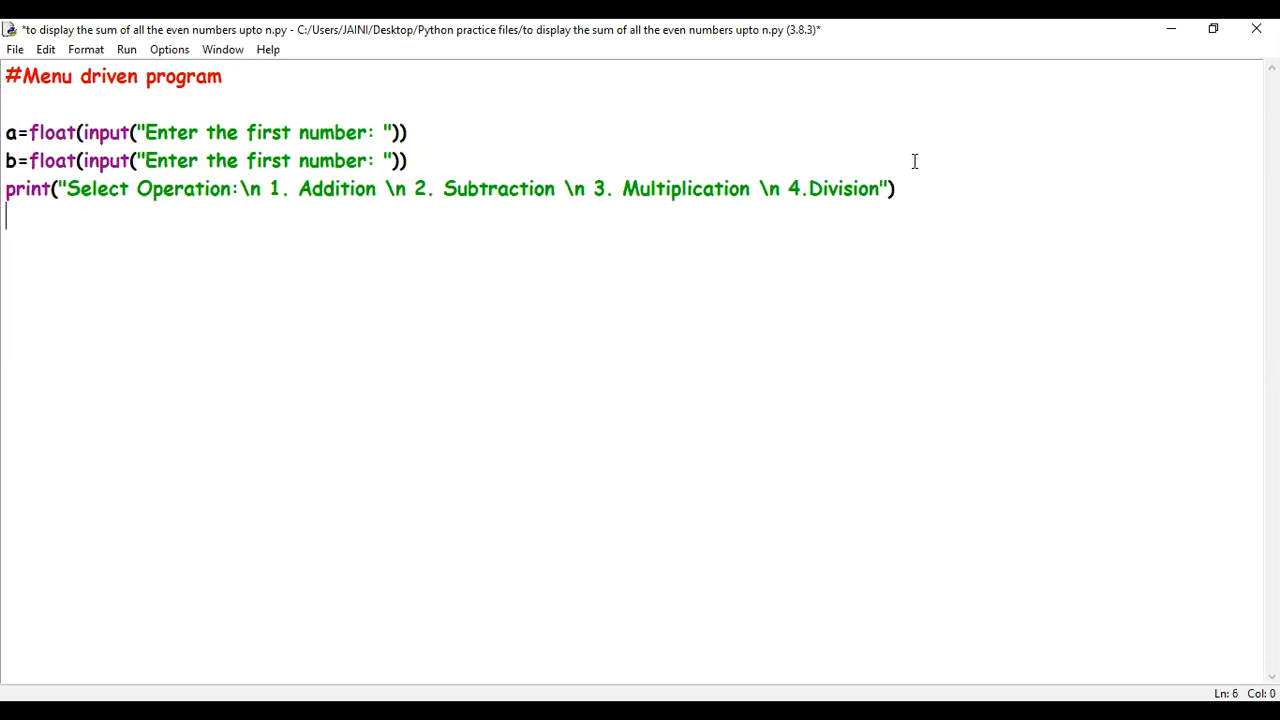 *to display the sum of all the even numbers upto n.py - C:/Users/JAINI/Desktop/Python practice files/to display the sum of all the even numbers upto n.py (3.8.3)*
File Edit Format Run Options Window Help
#Menu driven program
a=float(input("Enter the first number: "))
b=float(input("Enter the first number: "))
print("Select Operation:\n 1. Addition \n 2. Subtraction \n 3. Multiplication \n 4.Division")
Ln: 6 Col: 0